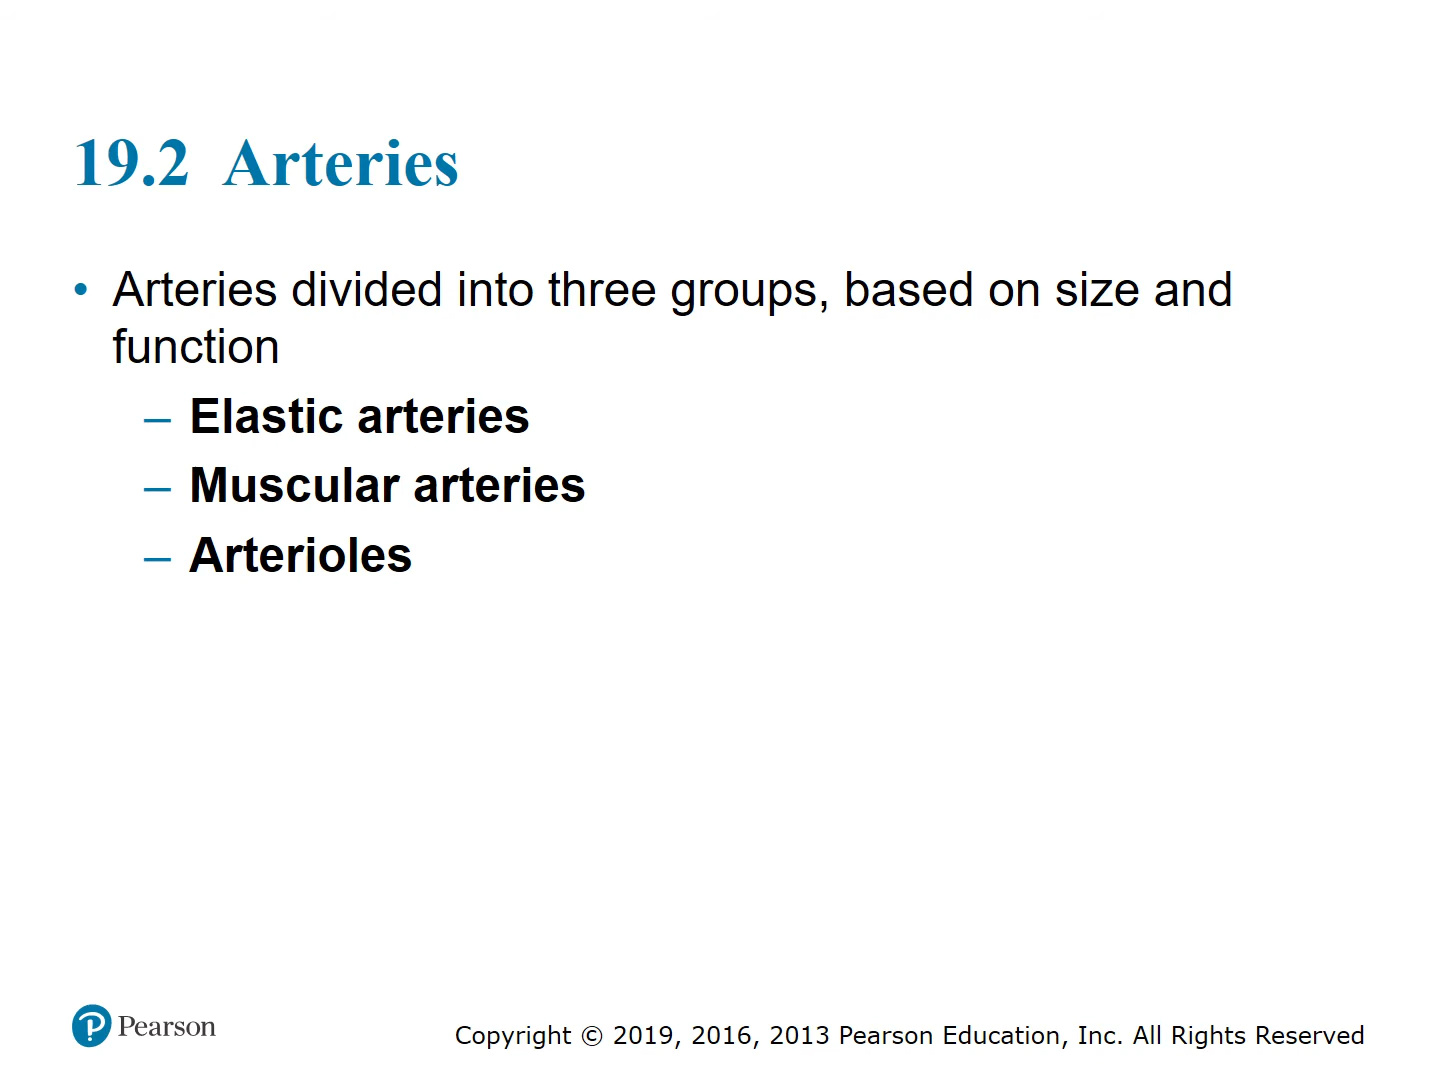 19.2 Arteries
• Arteries divided into three groups, based on size and
function
– Elastic arteries
– Muscular arteries
– Arterioles
Pearson
Copyright © 2019, 2016, 2013 Pearson Education, Inc. All Rights Reserved